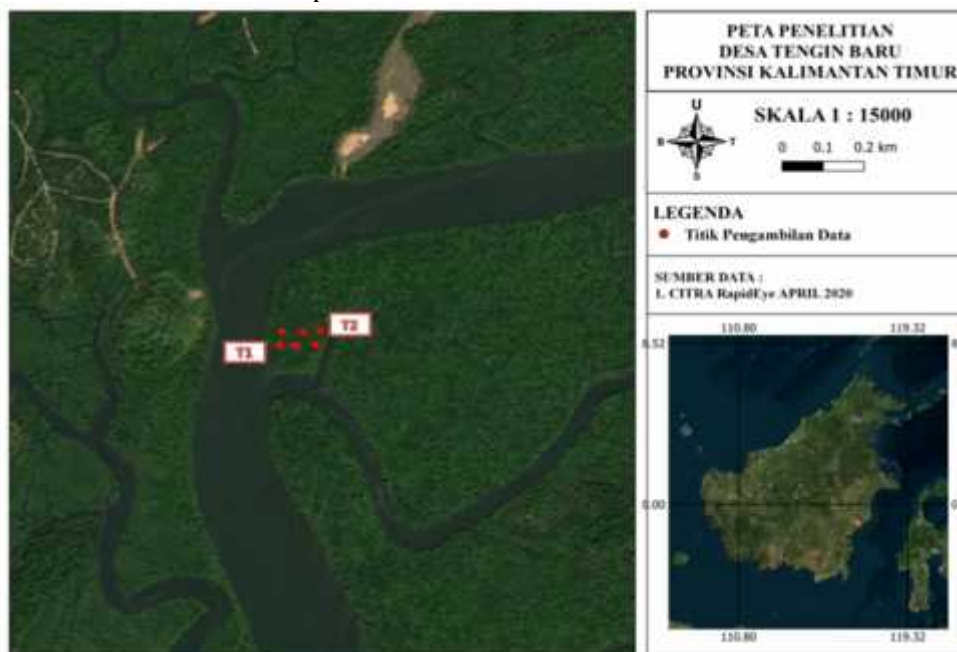 PETA PENELITIAN
DESA TENGIN BARU
PROVINSI KALIMANTAN TIMUR
U
B
T
S
SKALA 1 : 15000
0 0.1 0.2 km
LEGENDA
Titik Pengambilan Data
SUMBER DATA :
1. CITRA RapidEye APRIL 2020
T2
T1
110.80 119.32
8.52
0.00
110.80 119.32